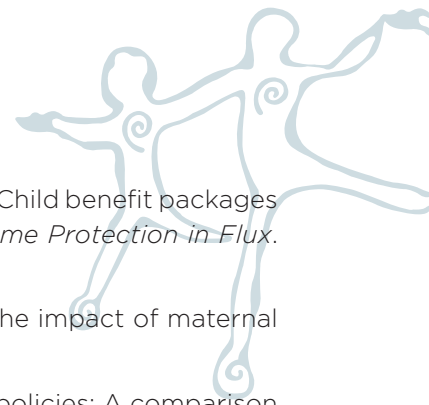 Child benefit packages
me Protection in Flux.
he impact of maternal
policies: A comparison